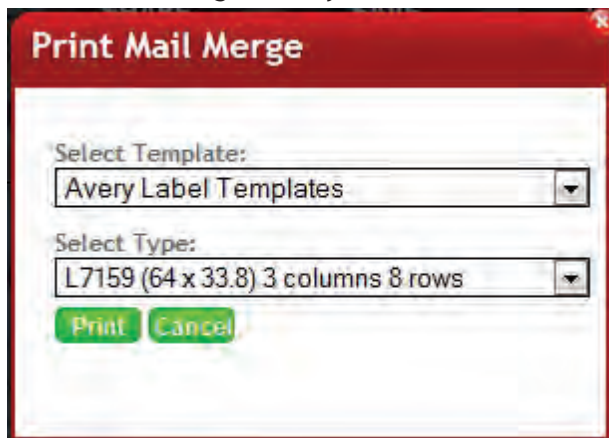 Print Mail Merge
Select Template:
Avery Label Templates
Select Type:
L7159 (64 x 33.8) 3 columns 8 rows
Print Cancel